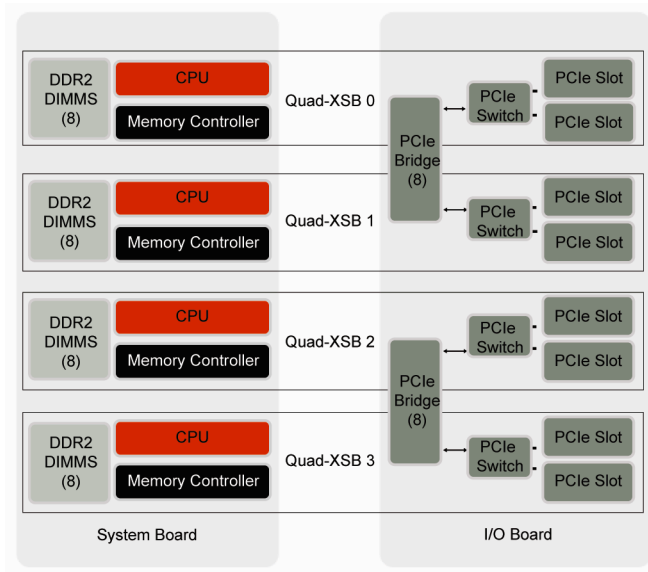 DDR2
DIMMS
(8)
CPU
Memory Controller
Quad-XSB 0
PCIe
Bridge
(8)
PCIe
Switch
PCIe Slot
PCIe Slot
DDR2
DIMMS
(8)
CPU
Memory Controller
Quad-XSB 1
PCIe
Switch
PCIe Slot
PCIe Slot
DDR2
DIMMS
(8)
CPU
Memory Controller
Quad-XSB 2
PCIe
Bridge
(8)
PCIe
Switch
PCIe Slot
PCIe Slot
DDR2
DIMMS
(8)
CPU
Memory Controller
Quad-XSB 3
PCIe
Switch
PCIe Slot
PCIe Slot
System Board
I/O Board